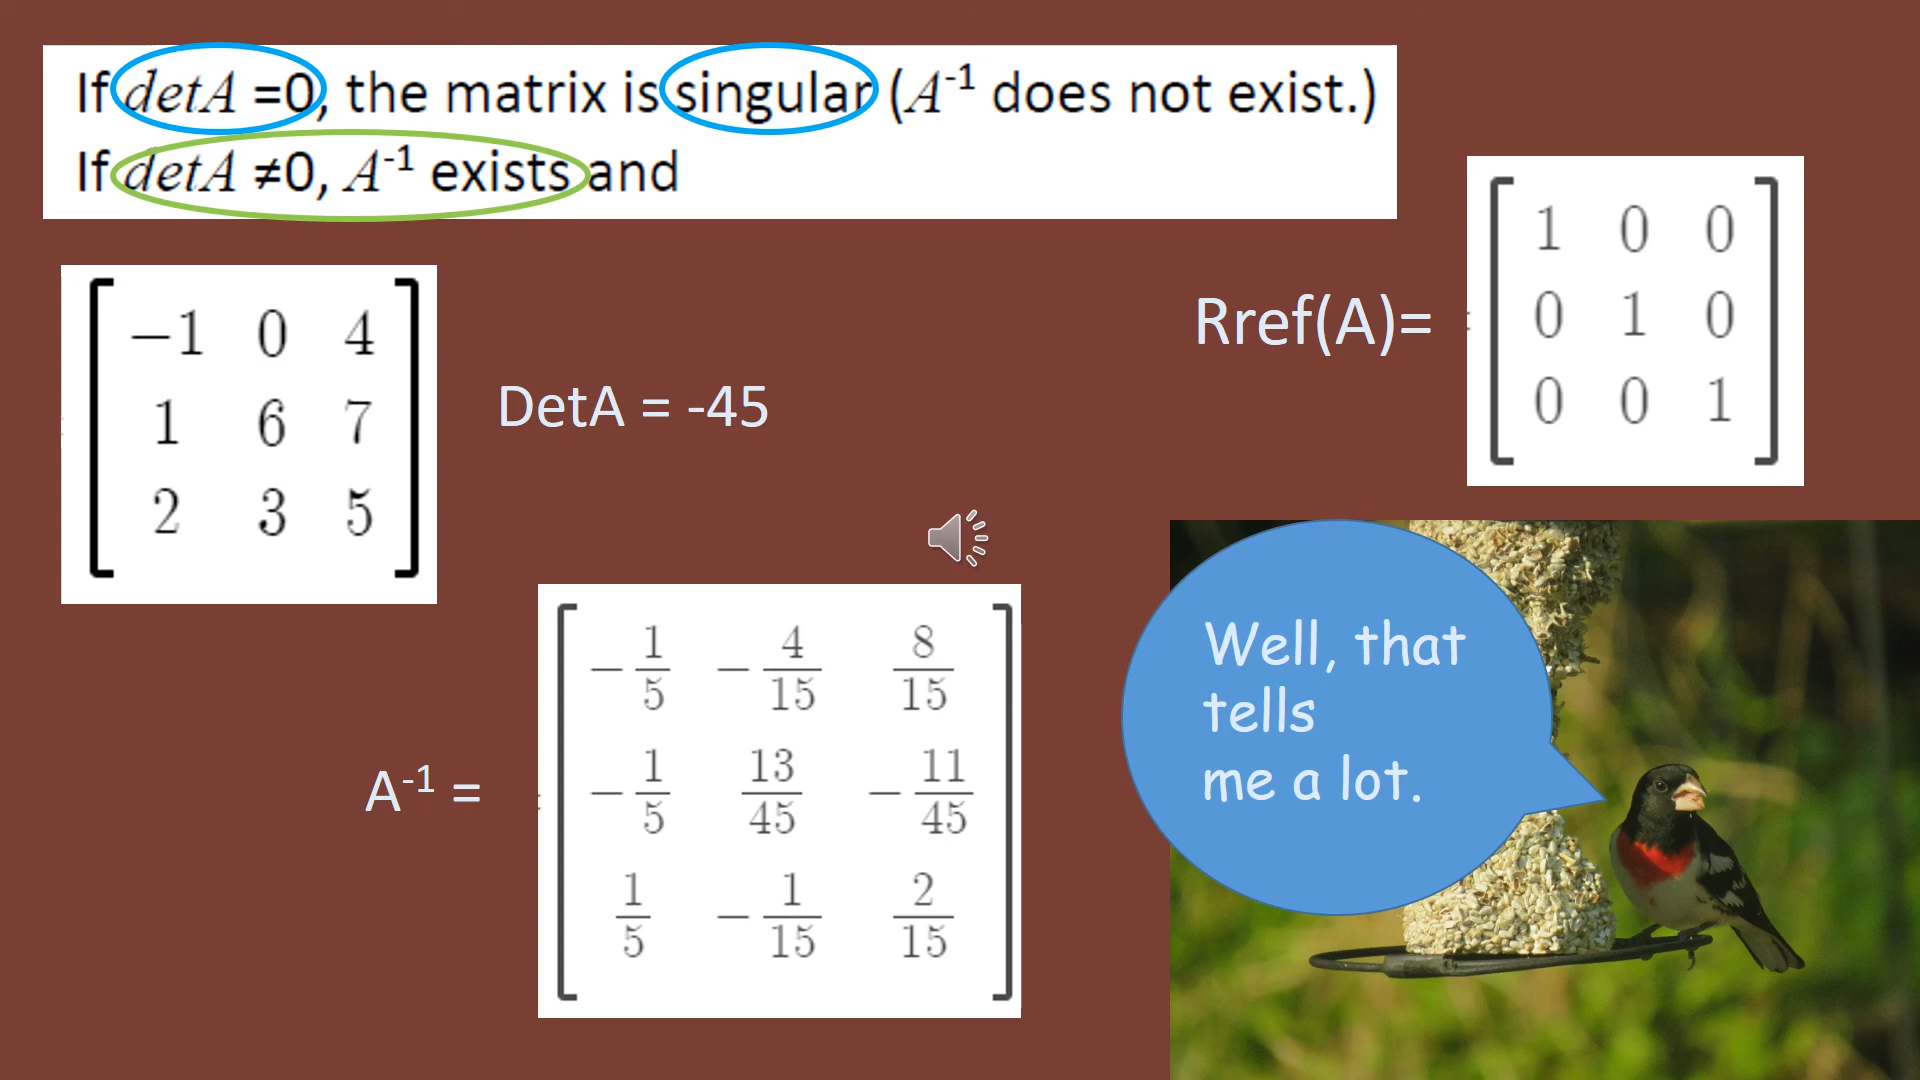 If detA =0, the matrix is singular (A-1 does not exist.)
If detA ≠0, A-1 exists and
−1 0 4
1 6 7
2 3 5
DetA = -45
Rref(A)=
1 0 0
0 1 0
0 0 1
A-1 =
−1/5 −4/15 8/15
−1/5 13/45 −11/45
1/5 −1/15 2/15
Well, that
tells
me a lot.